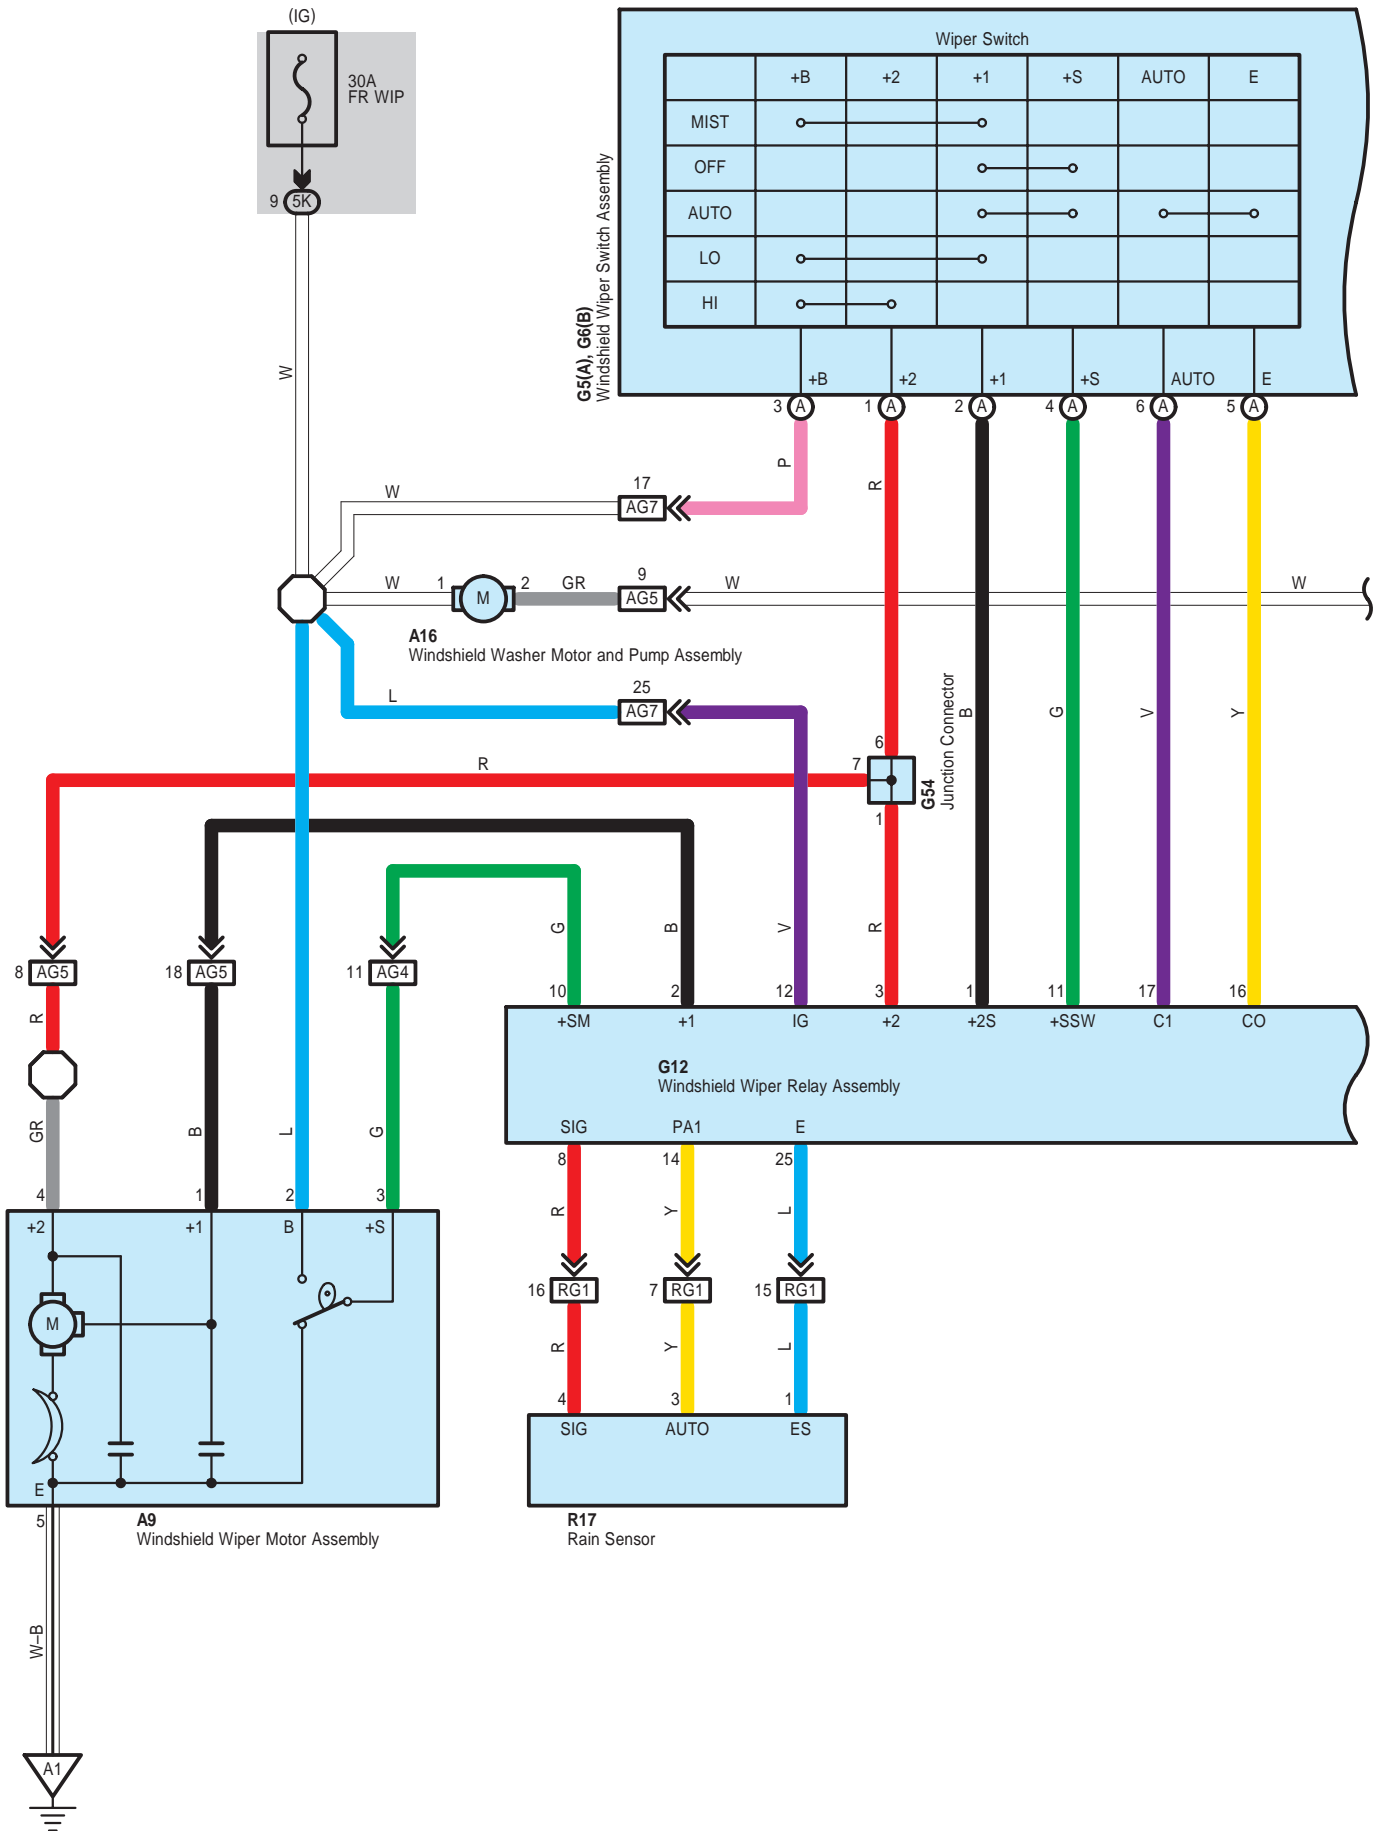 (IG)
30A
FR WIP
9 5K
W
G5(A), G6(B)
Windshield Wiper Switch Assembly
Wiper Switch
+B +2 +1 +S AUTO E
MIST
OFF
AUTO
LO
HI
+B +2 +1 +S AUTO E
3 A 1 A 2 A 4 A 6 A 5 A
P
R
W
17
AG7
W 1 M 2 GR
9
AG5
W
W
A16
Windshield Washer Motor and Pump Assembly
L
25
AG7
B
G
V
Y
6
7
1
G54
Junction Connector
R
G
B
V
R
8 AG5
18 AG5
11 AG4
10 2 12 3 1 11 17 16
+SM +1 IG +2 +2S +SSW C1 CO
G12
Windshield Wiper Relay Assembly
SIG PA1 E
R
GR
B
L
G
8 14 25
R
Y
L
4 1 2 3
+2 +1 B +S
M
E
5
A9
Windshield Wiper Motor Assembly
16 RG1
7 RG1
15 RG1
R
Y
L
4 3 1
SIG AUTO ES
R17
Rain Sensor
W–B
A1